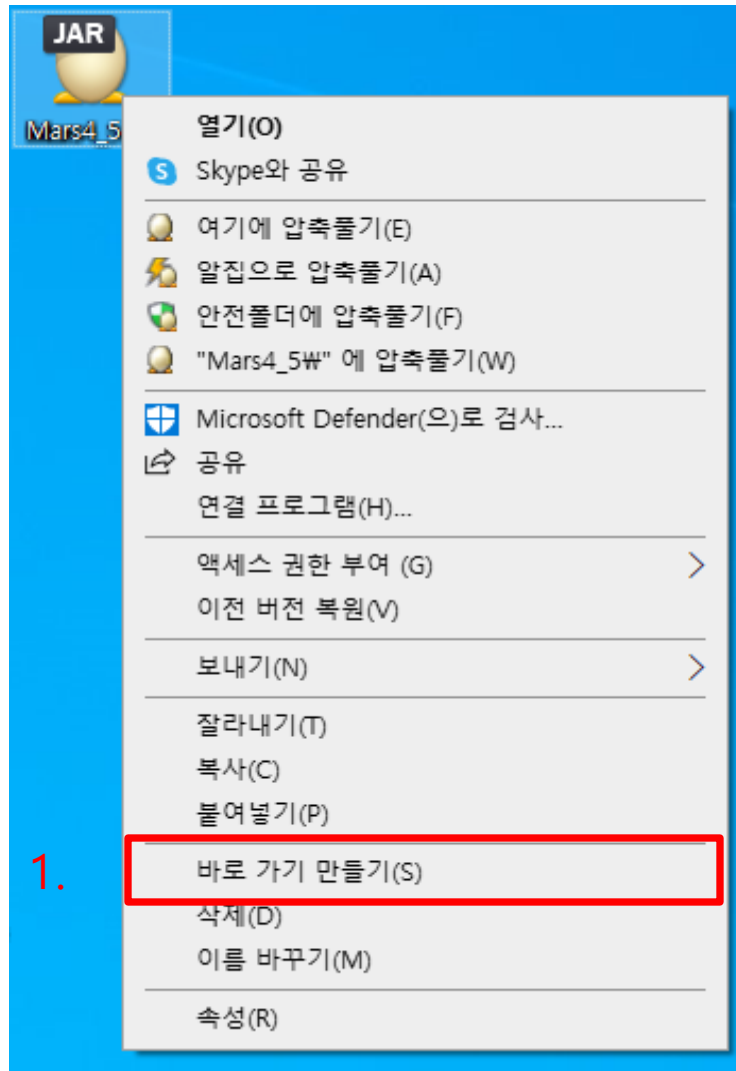 JAR
Mars4_5
열기(O)
Skype와 공유
여기에 압축풀기(E)
알집으로 압축풀기(A)
안전폴더에 압축풀기(F)
"Mars4_5₩" 에 압축풀기(W)
Microsoft Defender(으)로 검사...
공유
연결 프로그램(H)...
액세스 권한 부여 (G)
이전 버전 복원(V)
보내기(N)
잘라내기(T)
복사(C)
붙여넣기(P)
1. 바로 가기 만들기(S)
삭제(D)
이름 바꾸기(M)
속성(R)